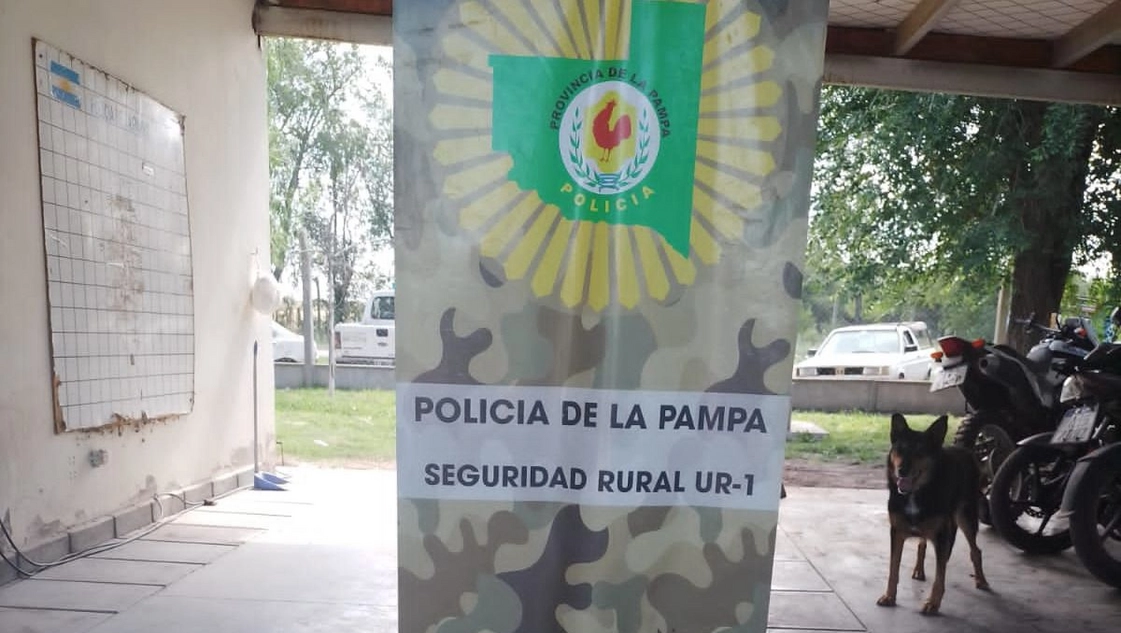 PROVINCIA DE LA PAMPA
POLICIA
POLICIA DE LA PAMPA
SEGURIDAD RURAL UR-1